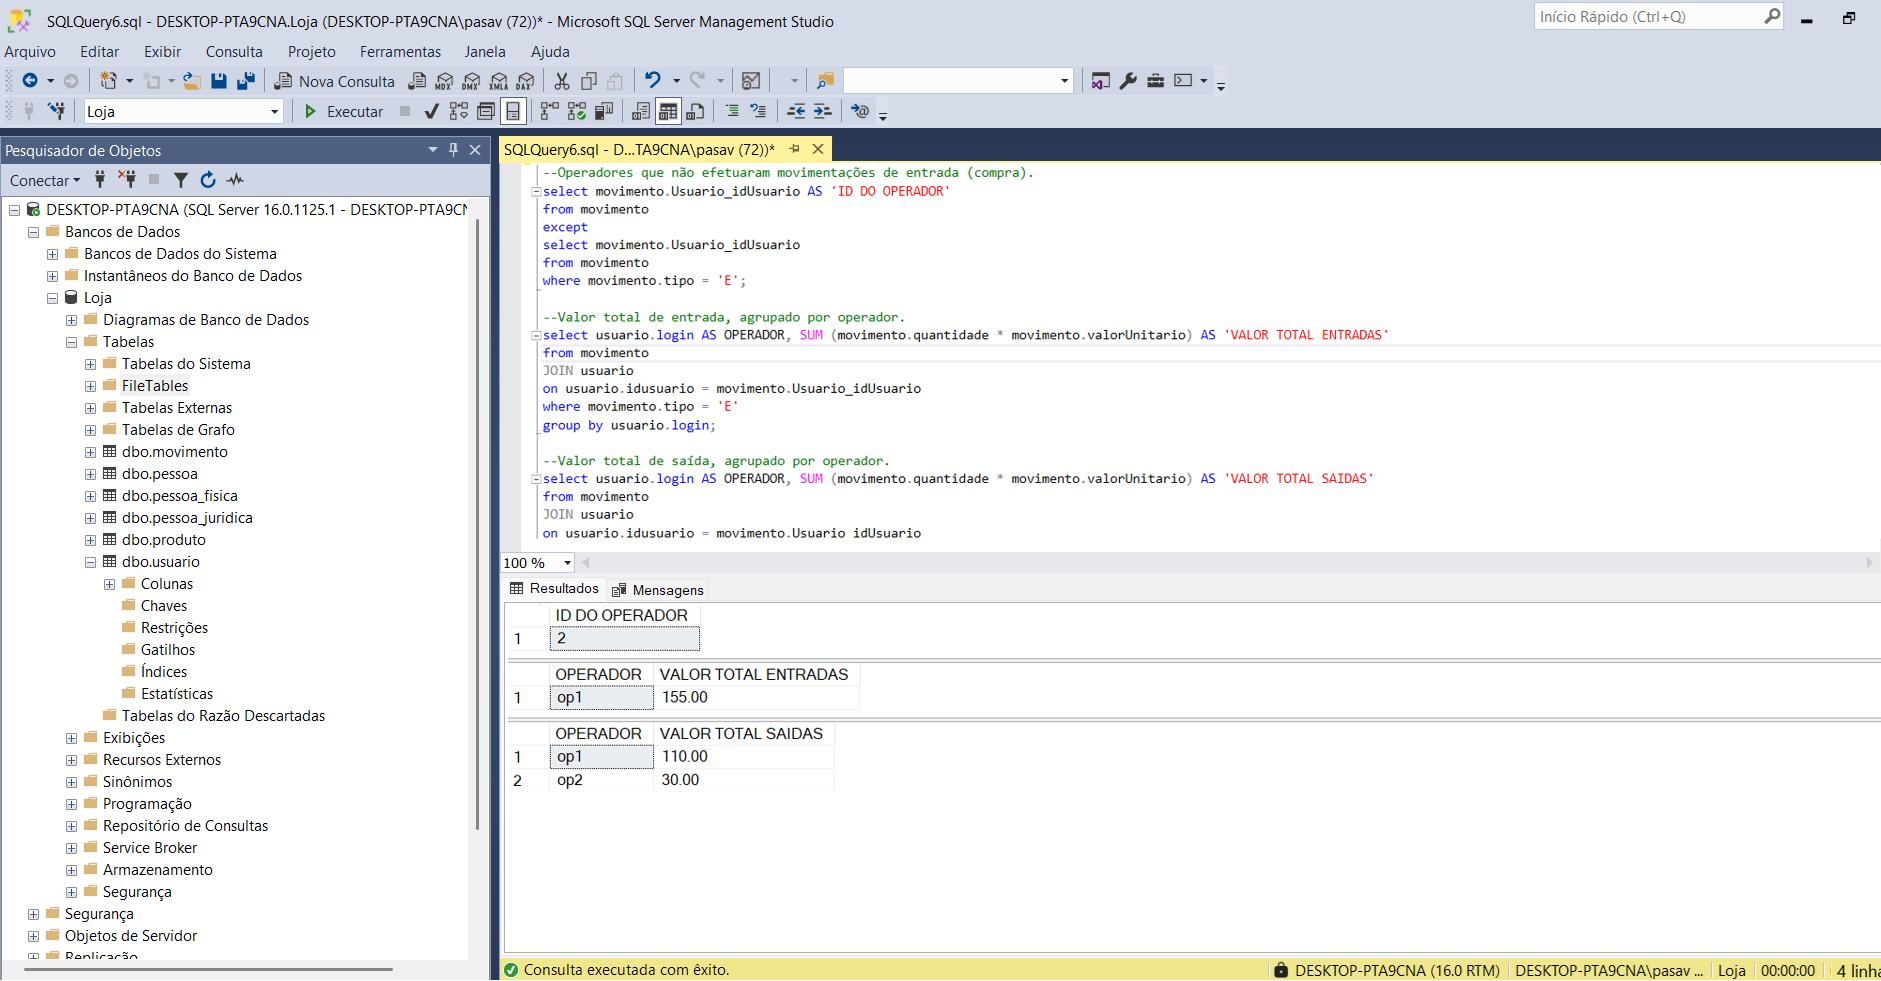 SQLQuery6.sql - DESKTOP-PTA9CNA.Loja (DESKTOP-PTA9CNA\pasav (72))* - Microsoft SQL Server Management Studio
Início Rápido (Ctrl+Q)
Arquivo Editar Exibir Consulta Projeto Ferramentas Janela Ajuda
Nova Consulta MDX DMX XMLA DAX
Loja Executar
Pesquisador de Objetos
Conectar
DESKTOP-PTA9CNA (SQL Server 16.0.1125.1 - DESKTOP-PTA9CN
Bancos de Dados
Bancos de Dados do Sistema
Instantâneos do Banco de Dados
Loja
Diagramas de Banco de Dados
Tabelas
Tabelas do Sistema
FileTables
Tabelas Externas
Tabelas de Grafo
dbo.movimento
dbo.pessoa
dbo.pessoa_fisica
dbo.pessoa_juridica
dbo.produto
dbo.usuario
Colunas
Chaves
Restrições
Gatilhos
Índices
Estatísticas
Tabelas do Razão Descartadas
Exibições
Recursos Externos
Sinônimos
Programação
Repositório de Consultas
Service Broker
Armazenamento
Segurança
Segurança
Objetos de Servidor
Replicação
SQLQuery6.sql - D...TA9CNA\pasav (72))*
--Operadores que não efetuaram movimentações de entrada (compra).
select movimento.Usuario_idUsuario AS 'ID DO OPERADOR'
from movimento
except
select movimento.Usuario_idUsuario
from movimento
where movimento.tipo = 'E';
--Valor total de entrada, agrupado por operador.
select usuario.login AS OPERADOR, SUM (movimento.quantidade * movimento.valorUnitario) AS 'VALOR TOTAL ENTRADAS'
from movimento
JOIN usuario
on usuario.idusuario = movimento.Usuario_idUsuario
where movimento.tipo = 'E'
group by usuario.login;
--Valor total de saída, agrupado por operador.
select usuario.login AS OPERADOR, SUM (movimento.quantidade * movimento.valorUnitario) AS 'VALOR TOTAL SAIDAS'
from movimento
JOIN usuario
on usuario.idusuario = movimento.Usuario idUsuario
100 %
Resultados Mensagens
ID DO OPERADOR
1 2
OPERADOR VALOR TOTAL ENTRADAS
1 op1 155.00
OPERADOR VALOR TOTAL SAIDAS
1 op1 110.00
2 op2 30.00
Consulta executada com êxito.
DESKTOP-PTA9CNA (16.0 RTM) DESKTOP-PTA9CNA\pasav ... Loja 00:00:00 4 linha